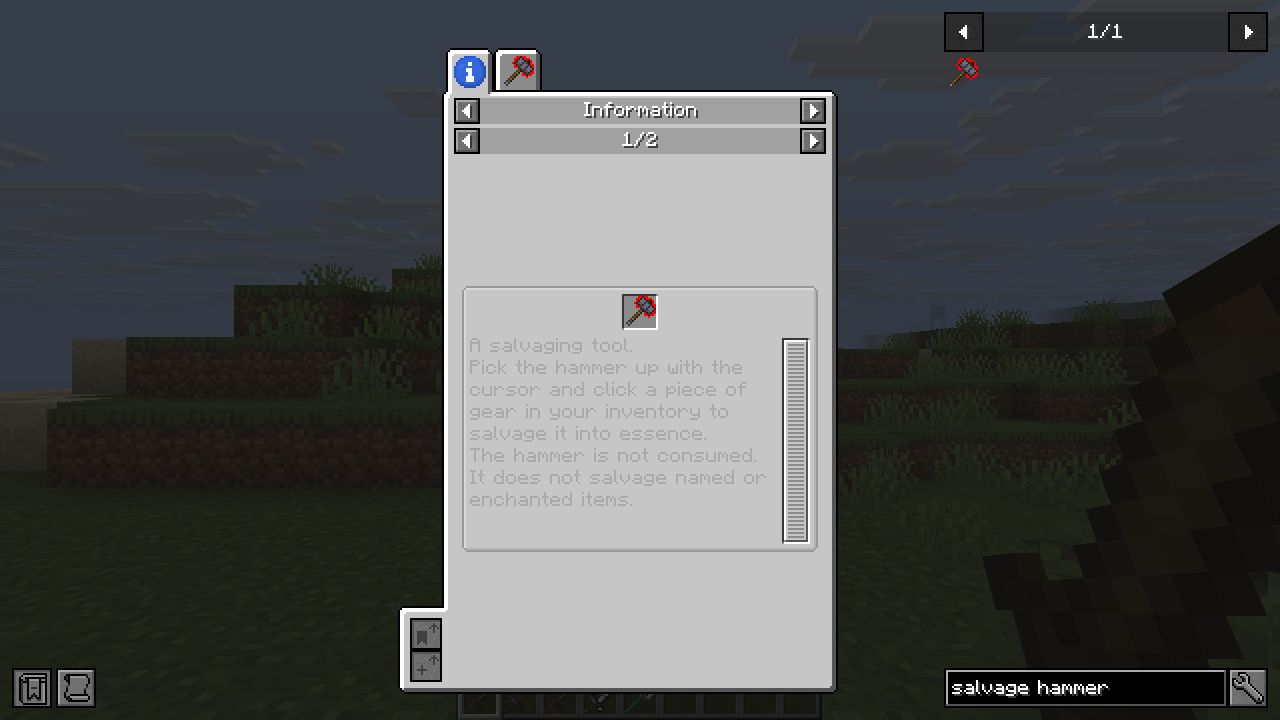 1/1
Information
1/2
A salvaging tool.
Pick the hammer up with the
cursor and click a piece of
gear in your inventory to
salvage it into essence.
The hammer is not consumed.
It does not salvage named or
enchanted items.
salvage hammer